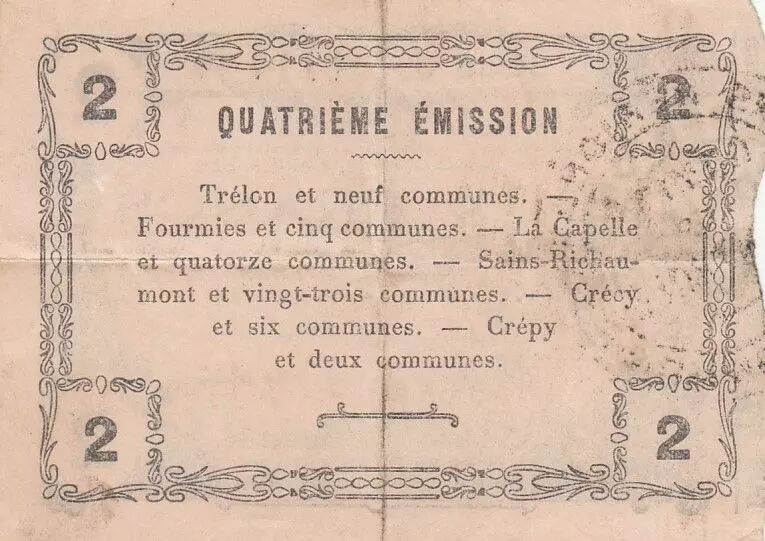 2 2
QUATRIÈME ÉMISSION
Trélon et neuf communes. —
Fourmies et cinq communes. — La Capelle
et quatorze communes. — Sains-Richau-
mont et vingt-trois communes. — Crécy
et six communes. — Crépy
et deux communes.
2 2